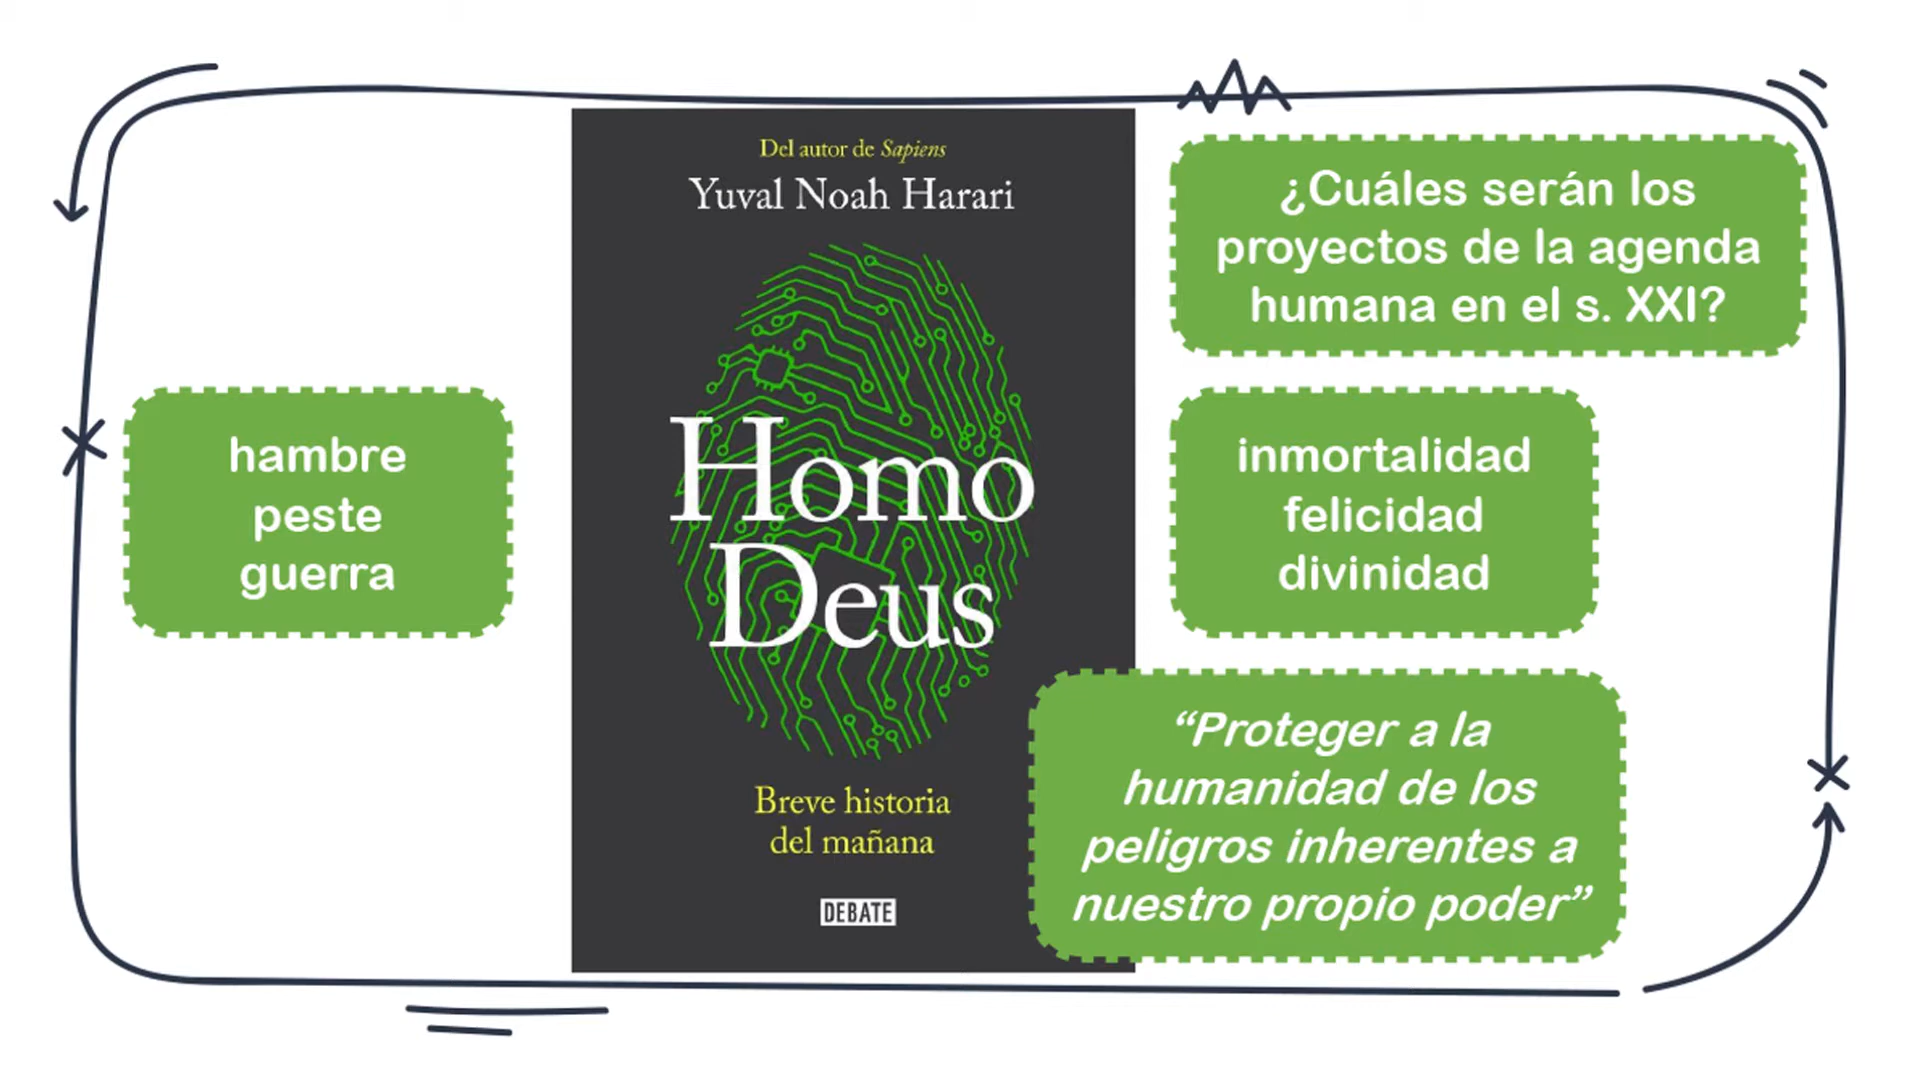 hambre
peste
guerra
Del autor de Sapiens
Yuval Noah Harari
Homo
Deus
Breve historia
del mañana
DEBATE
¿Cuáles serán los
proyectos de la agenda
humana en el s. XXI?
inmortalidad
felicidad
divinidad
“Proteger a la
humanidad de los
peligros inherentes a
nuestro propio poder”